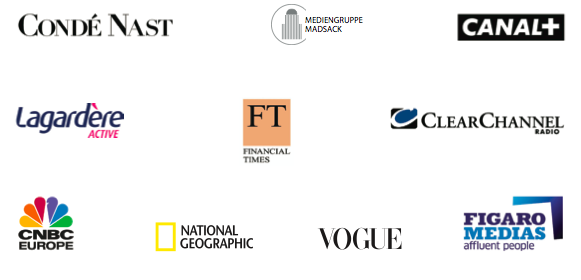 CONDÉ NAST
MEDIENGRUPPE
MADSACK
CANAL+
Lagardère
ACTIVE
FT
FINANCIAL
TIMES
CLEARCHANNEL
RADIO
CNBC
EUROPE
NATIONAL
GEOGRAPHIC
VOGUE
FIGARO
MEDIAS
affluent people